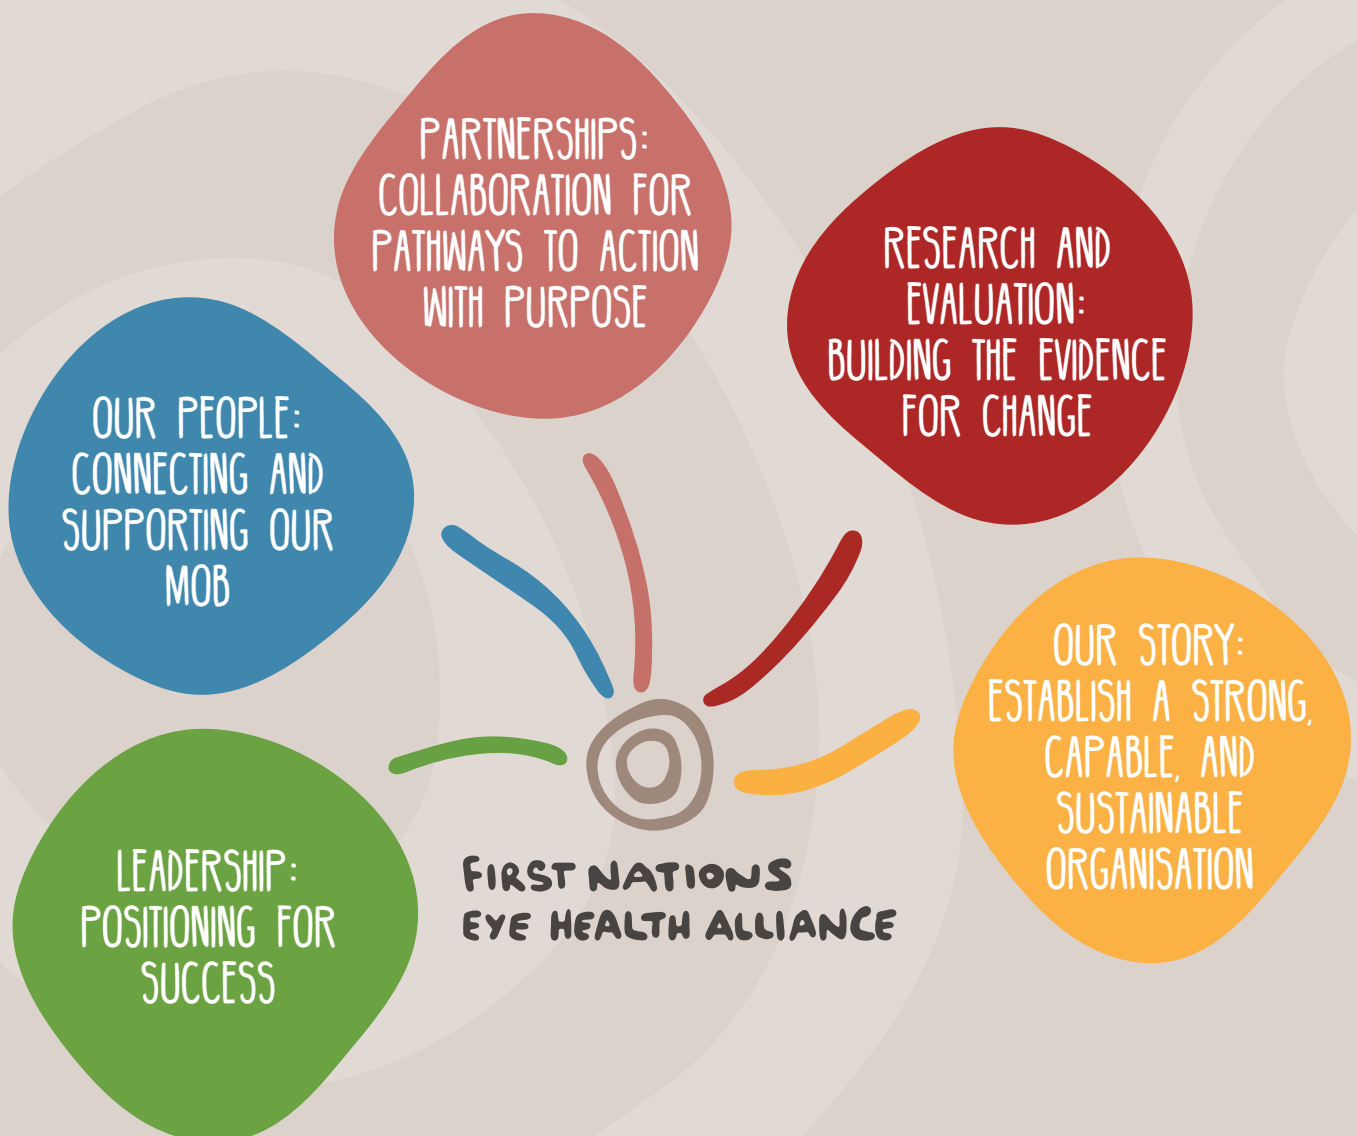 PARTNERSHIPS:
COLLABORATION FOR
PATHWAYS TO ACTION
WITH PURPOSE
RESEARCH AND
EVALUATION:
BUILDING THE EVIDENCE
FOR CHANGE
OUR PEOPLE:
CONNECTING AND
SUPPORTING OUR
MOB
OUR STORY:
ESTABLISH A STRONG,
CAPABLE, AND
SUSTAINABLE
ORGANISATION
LEADERSHIP:
POSITIONING FOR
SUCCESS
FIRST NATIONS
EYE HEALTH ALLIANCE